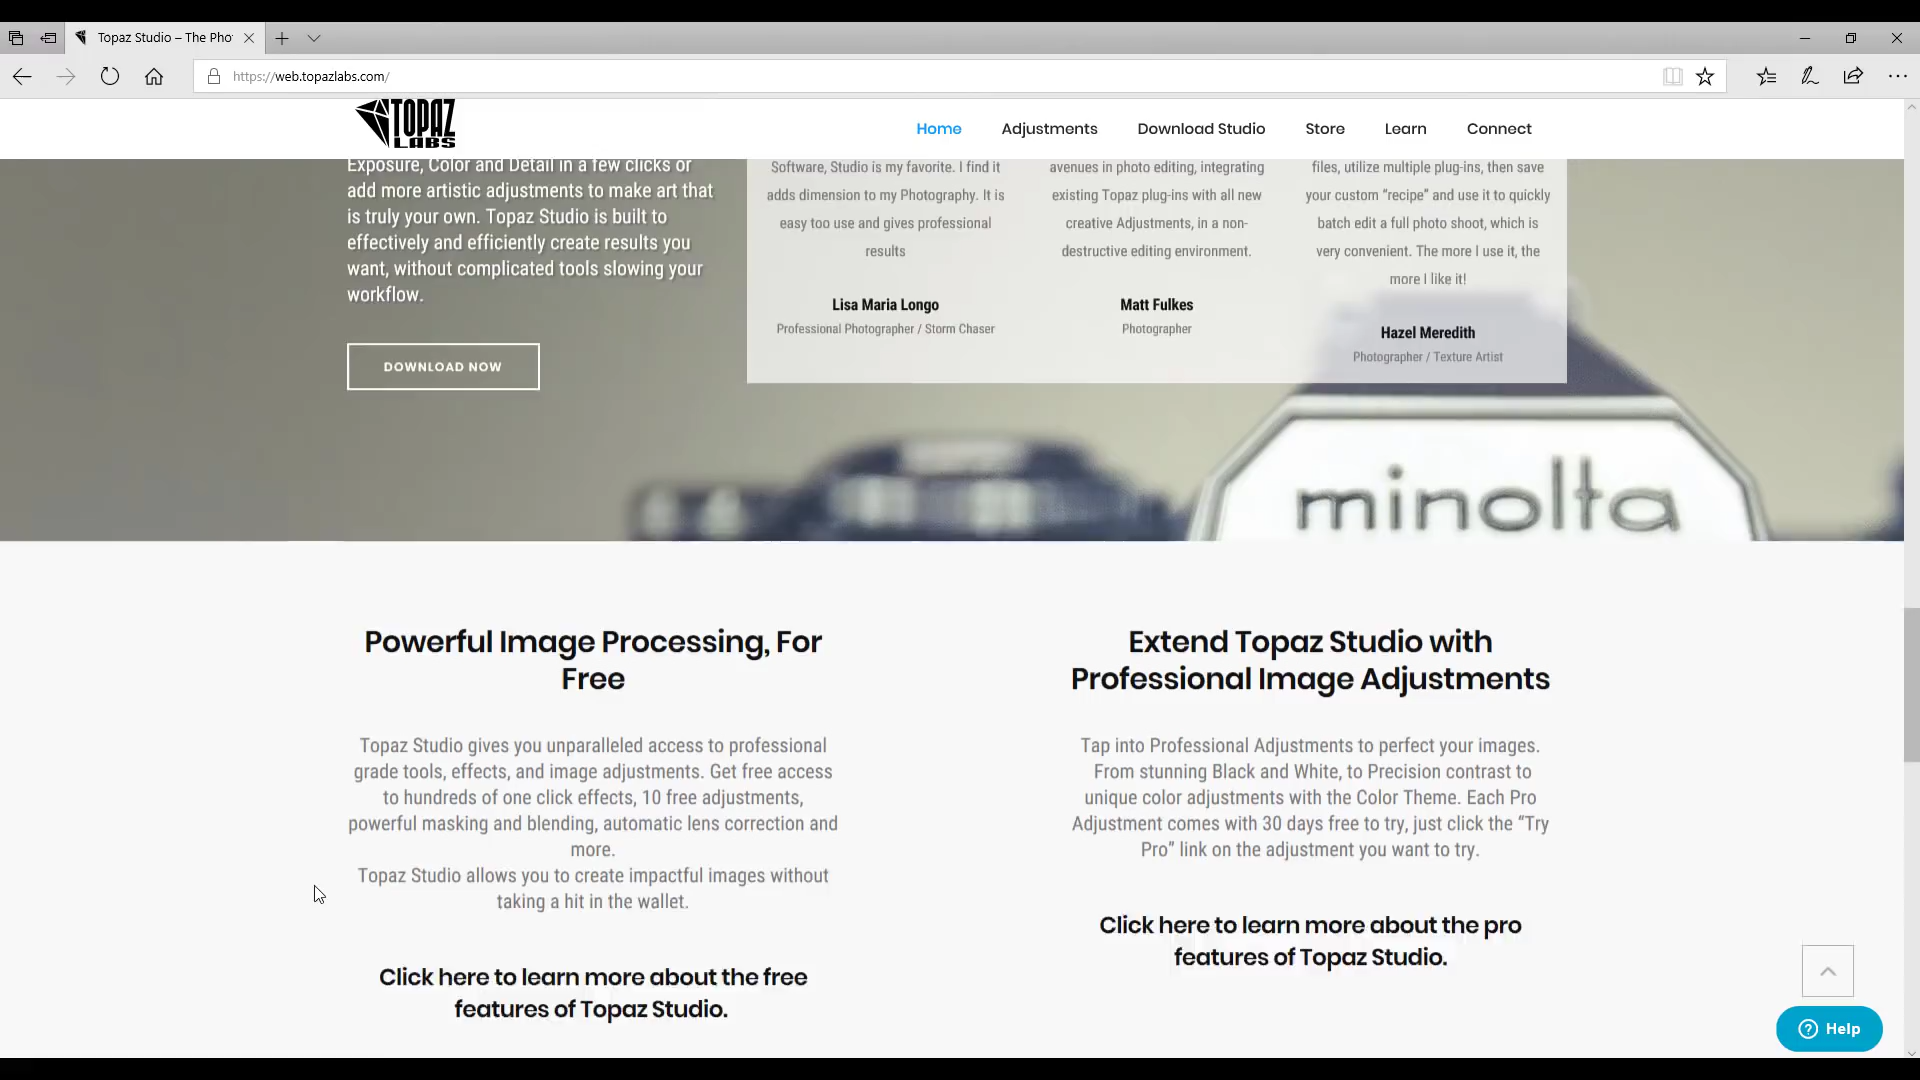 Topaz Studio – The Pho
https://web.topazlabs.com/
TOPAZ
LABS
Home
Adjustments
Download Studio
Store
Learn
Connect
Exposure, Color and Detail in a few clicks or
add more artistic adjustments to make art that
is truly your own. Topaz Studio is built to
effectively and efficiently create results you
want, without complicated tools slowing your
workflow.
DOWNLOAD NOW
Software, Studio is my favorite. I find it
adds dimension to my Photography. It is
easy too use and gives professional
results
Lisa Maria Longo
Professional Photographer / Storm Chaser
avenues in photo editing, integrating
existing Topaz plug-ins with all new
creative Adjustments, in a non-
destructive editing environment.
Matt Fulkes
Photographer
files, utilize multiple plug-ins, then save
your custom “recipe” and use it to quickly
batch edit a full photo shoot, which is
very convenient. The more I use it, the
more I like it!
Hazel Meredith
Photographer / Texture Artist
minolta
Powerful Image Processing, For
Free
Topaz Studio gives you unparalleled access to professional
grade tools, effects, and image adjustments. Get free access
to hundreds of one click effects, 10 free adjustments,
powerful masking and blending, automatic lens correction and
more.
Topaz Studio allows you to create impactful images without
taking a hit in the wallet.
Click here to learn more about the free
features of Topaz Studio.
Extend Topaz Studio with
Professional Image Adjustments
Tap into Professional Adjustments to perfect your images.
From stunning Black and White, to Precision contrast to
unique color adjustments with the Color Theme. Each Pro
Adjustment comes with 30 days free to try, just click the “Try
Pro” link on the adjustment you want to try.
Click here to learn more about the pro
features of Topaz Studio.
Help